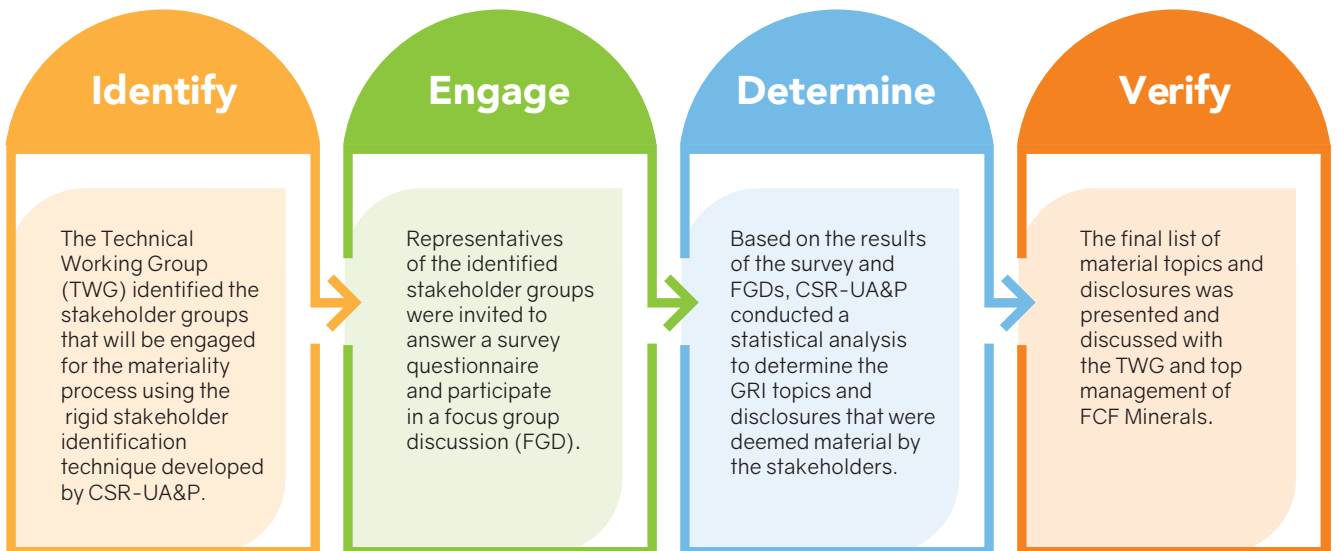 Identify
The Technical
Working Group
(TWG) identified the
stakeholder groups
that will be engaged
for the materiality
process using the
rigid stakeholder
identification
technique developed
by CSR-UA&P.
Engage
Representatives
of the identified
stakeholder groups
were invited to
answer a survey
questionnaire
and participate
in a focus group
discussion (FGD).
Determine
Based on the results
of the survey and
FGDs, CSR-UA&P
conducted a
statistical analysis
to determine the
GRI topics and
disclosures that were
deemed material by
the stakeholders.
Verify
The final list of
material topics and
disclosures was
presented and
discussed with
the TWG and top
management of
FCF Minerals.